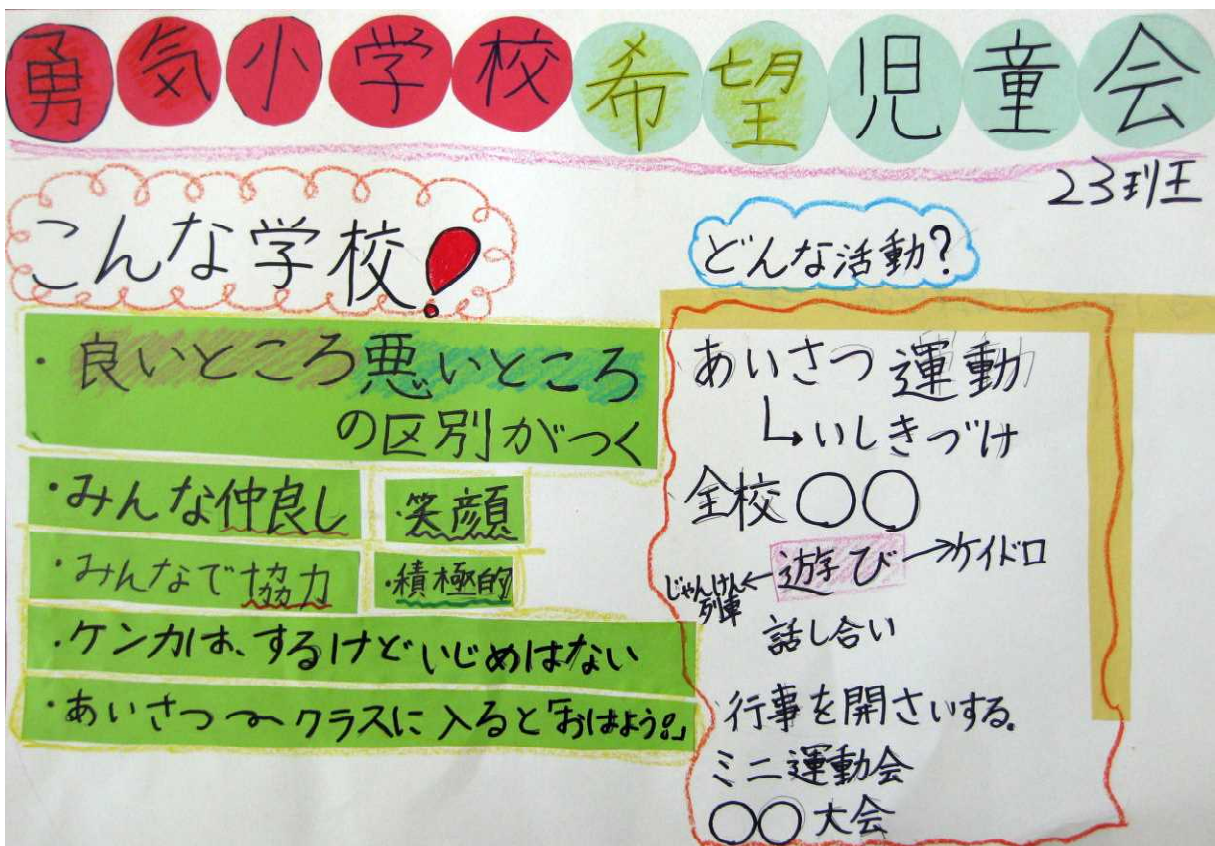 勇気小学校希望児童会
23班
こんな学校!
・良いところ悪いところ
の区別がつく
・みんな仲良し
・笑顔
・みんなで協力
・積極的
・ケンカは、するけどいじめはない
・あいさつ〜クラスに入ると「おはよう。」
どんな活動?
あいさつ運動
↳いしきづけ
全校○○
じゃんけん列車←遊び→ケイドロ
話し合い
行事を開さいする。
ミニ運動会
○○大会